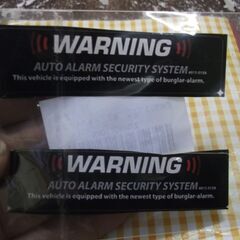 WARNING
AUTO ALARM SECURITY SYSTEM
This vehicle is equipped with the newest type of burglar-alarm.
WARNING
AUTO ALARM SECURITY SYSTEM
This vehicle is equipped with the newest type of burglar-alarm.